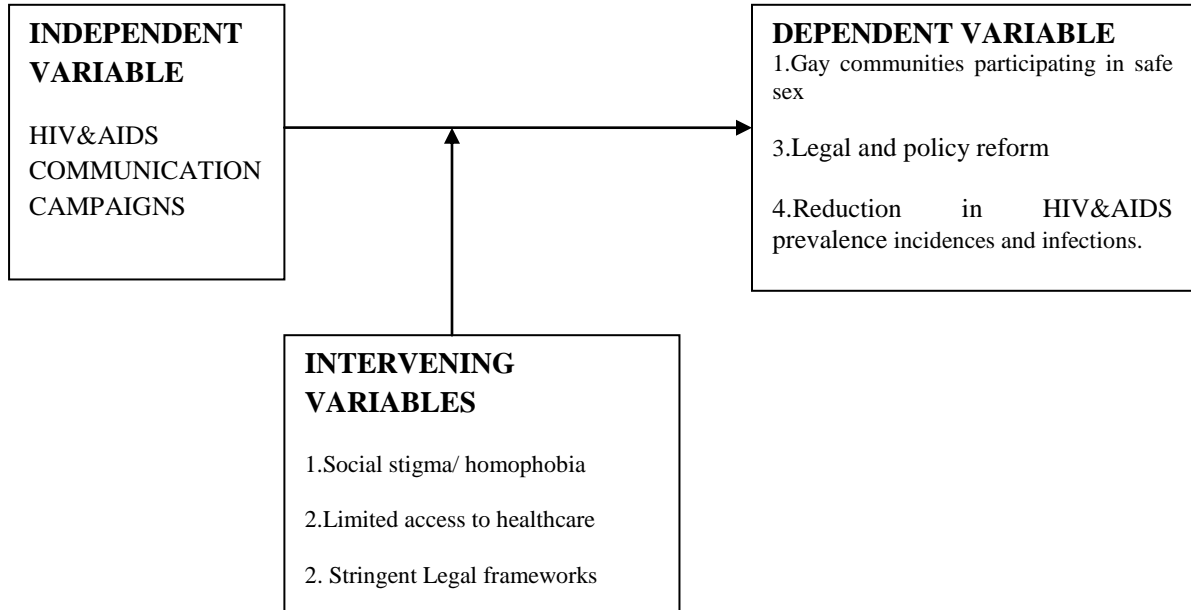 INDEPENDENT
VARIABLE
HIV&AIDS
COMMUNICATION
CAMPAIGNS
DEPENDENT VARIABLE
1.Gay communities participating in safe
sex
3.Legal and policy reform
4.Reduction in HIV&AIDS
prevalence incidences and infections.
INTERVENING
VARIABLES
1.Social stigma/ homophobia
2.Limited access to healthcare
2. Stringent Legal frameworks